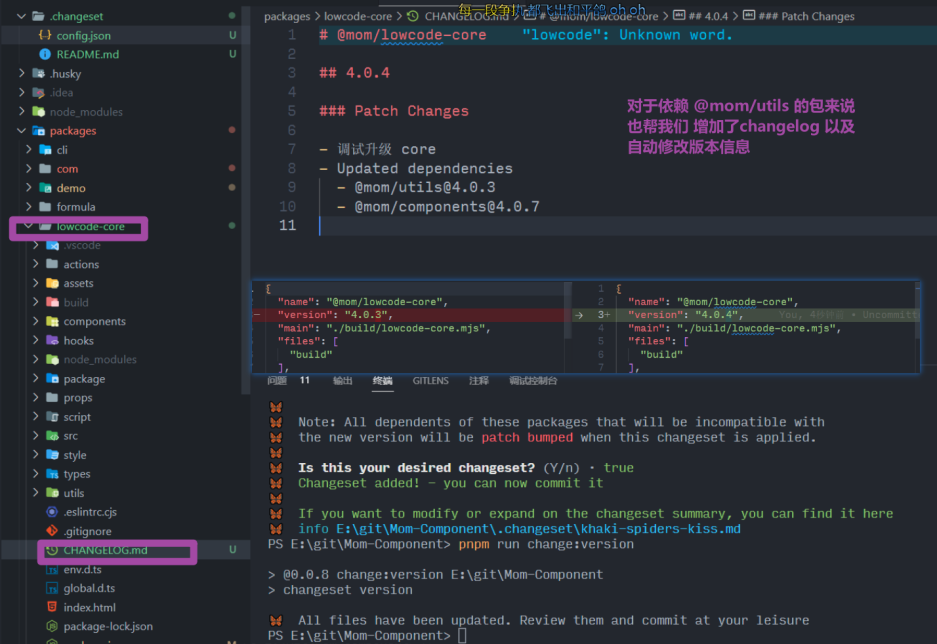 .changeset
config.json U
README.md U
.husky
.idea
node_modules
packages
cli
com
demo
formula
lowcode-core
.vscode
actions
assets
build
components
hooks
node_modules
package
props
script
src
style
types
utils
.eslintrc.cjs
.gitignore
CHANGELOG.md U
env.d.ts
global.d.ts
index.html
package-lock.json
每一段争执都飞出和平鸽 oh oh
packages > lowcode-core > CHANGELOG.md > # @mom/lowcode-core > ## 4.0.4 > ### Patch Changes
1 # @mom/lowcode-core "lowcode": Unknown word.
2
3 ## 4.0.4
4
5 ### Patch Changes
6
7 - 调试升级 core
8 - Updated dependencies
9 - @mom/utils@4.0.3
10 - @mom/components@4.0.7
11
对于依赖 @mom/utils 的包来说
也帮我们 增加了changelog 以及
自动修改版本信息
{
"name": "@mom/lowcode-core",
- "version": "4.0.3",
"main": "./build/lowcode-core.mjs",
"files": [
"build"
],
1 {
2 "name": "@mom/lowcode-core",
3+ "version": "4.0.4", You, 4秒钟前 • Uncommitt
4 "main": "./build/lowcode-core.mjs",
5 "files": [
6 "build"
7 ],
问题 11 输出 终端 GITLENS 注释 调试控制台
Note: All dependents of these packages that will be incompatible with
the new version will be patch bumped when this changeset is applied.
Is this your desired changeset? (Y/n) · true
Changeset added! - you can now commit it
If you want to modify or expand on the changeset summary, you can find it here
info E:\git\Mom-Component\.changeset\khaki-spiders-kiss.md
PS E:\git\Mom-Component> pnpm run change:version
> @0.0.8 change:version E:\git\Mom-Component
> changeset version
All files have been updated. Review them and commit at your leisure
PS E:\git\Mom-Component>